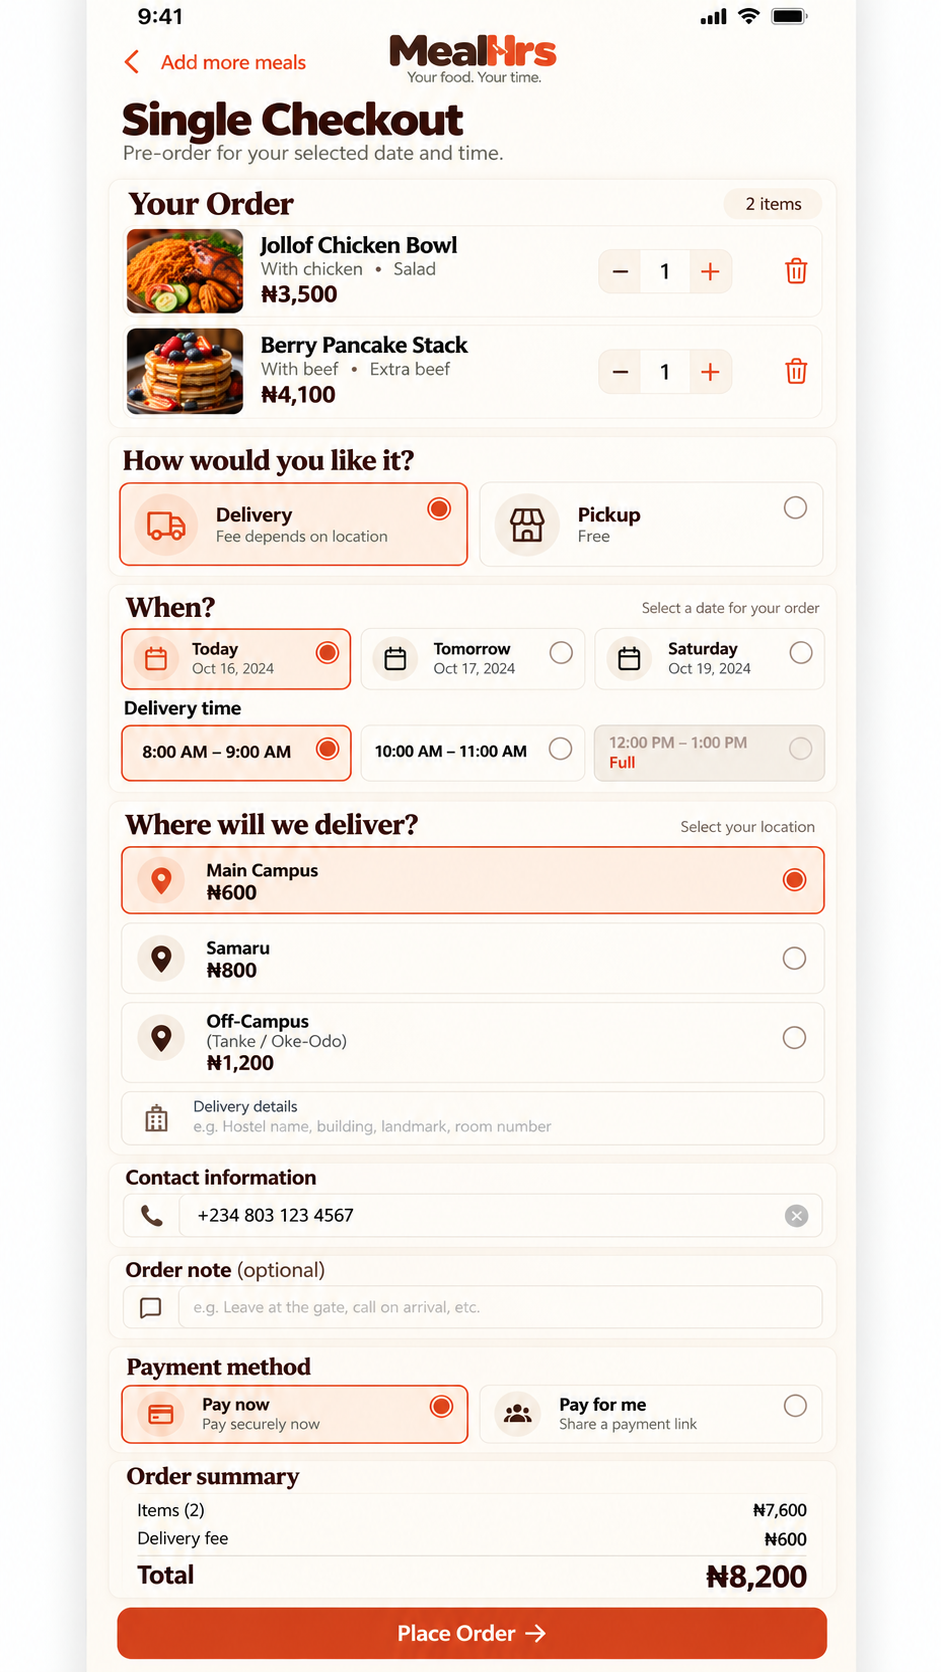 9:41
Add more meals
MealHrs
Your food. Your time.
Single Checkout
Pre-order for your selected date and time.
Your Order
2 items
Jollof Chicken Bowl
With chicken • Salad
₦3,500
− 1 +
Berry Pancake Stack
With beef • Extra beef
₦4,100
− 1 +
How would you like it?
Delivery
Fee depends on location
Pickup
Free
When?
Select a date for your order
Today
Oct 16, 2024
Tomorrow
Oct 17, 2024
Saturday
Oct 19, 2024
Delivery time
8:00 AM – 9:00 AM
10:00 AM – 11:00 AM
12:00 PM – 1:00 PM
Full
Where will we deliver?
Select your location
Main Campus
₦600
Samaru
₦800
Off-Campus
(Tanke / Oke-Odo)
₦1,200
Delivery details
e.g. Hostel name, building, landmark, room number
Contact information
+234 803 123 4567
Order note (optional)
e.g. Leave at the gate, call on arrival, etc.
Payment method
Pay now
Pay securely now
Pay for me
Share a payment link
Order summary
Items (2) ₦7,600
Delivery fee ₦600
Total ₦8,200
Place Order →